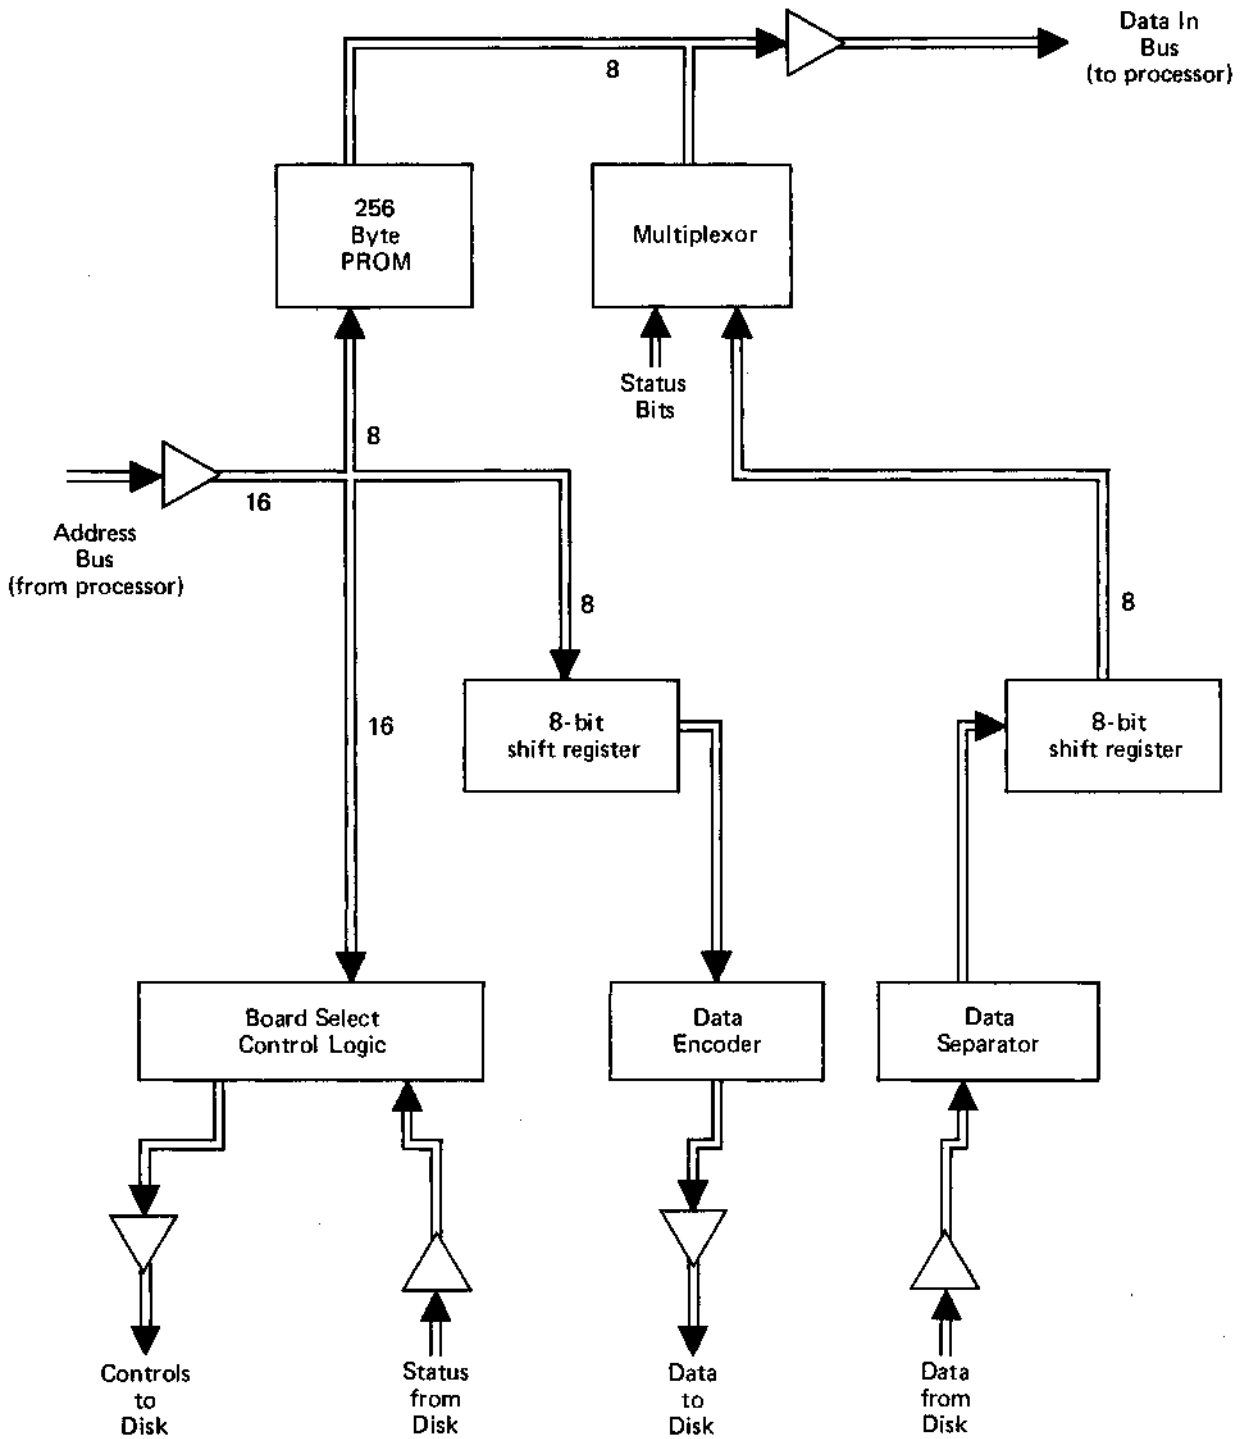 Data In
Bus
(to processor)
8
256
Byte
PROM
Multiplexor
Status
Bits
8
16
Address
Bus
(from processor)
8
8
16
8-bit
shift register
8-bit
shift register
Board Select
Control Logic
Data
Encoder
Data
Separator
Controls
to
Disk
Status
from
Disk
Data
to
Disk
Data
from
Disk